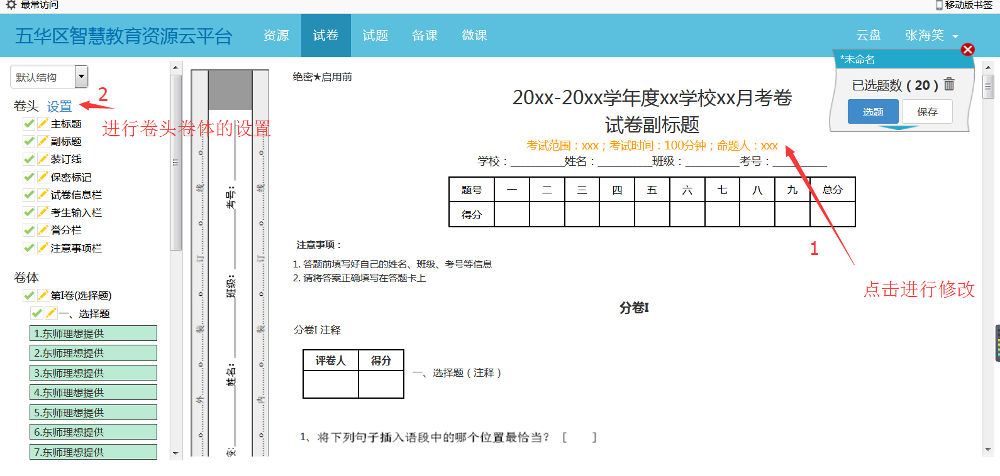 最常访问
移动版书签
五华区智慧教育资源云平台
资源
试卷
试题
备课
微课
云盘
张海笑
*未命名
已选题数（20）
选题
保存
默认结构
卷头 设置
2
进行卷头卷体的设置
主标题
副标题
装订线
保密标记
试卷信息栏
考生输入栏
誉分栏
注意事项栏
卷体
第I卷(选择题)
一、选择题
1.东师理想提供
2.东师理想提供
3.东师理想提供
4.东师理想提供
5.东师理想提供
6.东师理想提供
7.东师理想提供
线
订
装
外
考号：
班级：
姓名：
线
订
装
内
绝密★启用前
20xx-20xx学年度xx学校xx月考卷
试卷副标题
考试范围：xxx；考试时间：100分钟；命题人：xxx
学校：__________姓名：__________班级：__________考号：__________
题号 一 二 三 四 五 六 七 八 九 总分
得分
1
点击进行修改
注意事项：
1. 答题前填写好自己的姓名、班级、考号等信息
2. 请将答案正确填写在答题卡上
分卷I
分卷I 注释
评卷人 得分
一、选择题（注释）
1、将下列句子插入语段中的哪个位置最恰当？［ ］